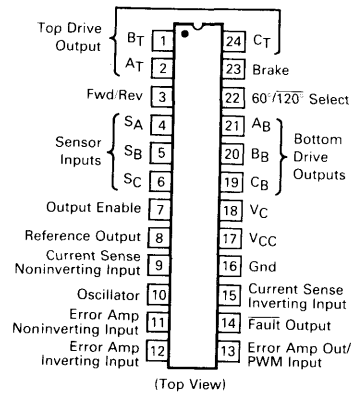 Top Drive
Output
BT 1
AT 2
Fwd/Rev 3
Sensor
Inputs
SA 4
SB 5
SC 6
Output Enable 7
Reference Output 8
Current Sense
Noninverting Input 9
Oscillator 10
Error Amp
Noninverting Input 11
Error Amp
Inverting Input 12
24 CT
23 Brake
22 60°/120° Select
21 AB
20 BB
19 CB
Bottom
Drive
Outputs
18 VC
17 VCC
16 Gnd
15 Current Sense
Inverting Input
14 Fault Output
13 Error Amp Out/
PWM Input
(Top View)